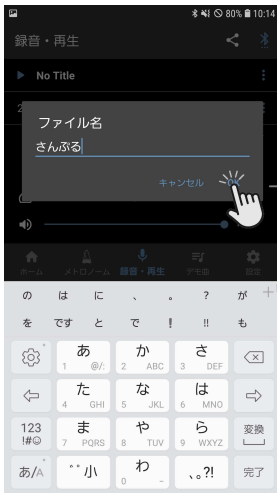 80% 10:14
録音・再生
No Title
2
ファイル名
さんぷる
キャンセル OK
ホーム メトロノーム 録音・再生 デモ曲 設定
の は に 、 。 ? が
を です と で ! !! も
あ か さ
1 @/: 2 ABC 3 DEF
た な は
4 GHI 5 JKL 6 MNO
123 ま や ら 変換
!#☺ 7 PQRS 8 TUV 9 WXYZ
あ/A 小 わ 、。?! 完了
0